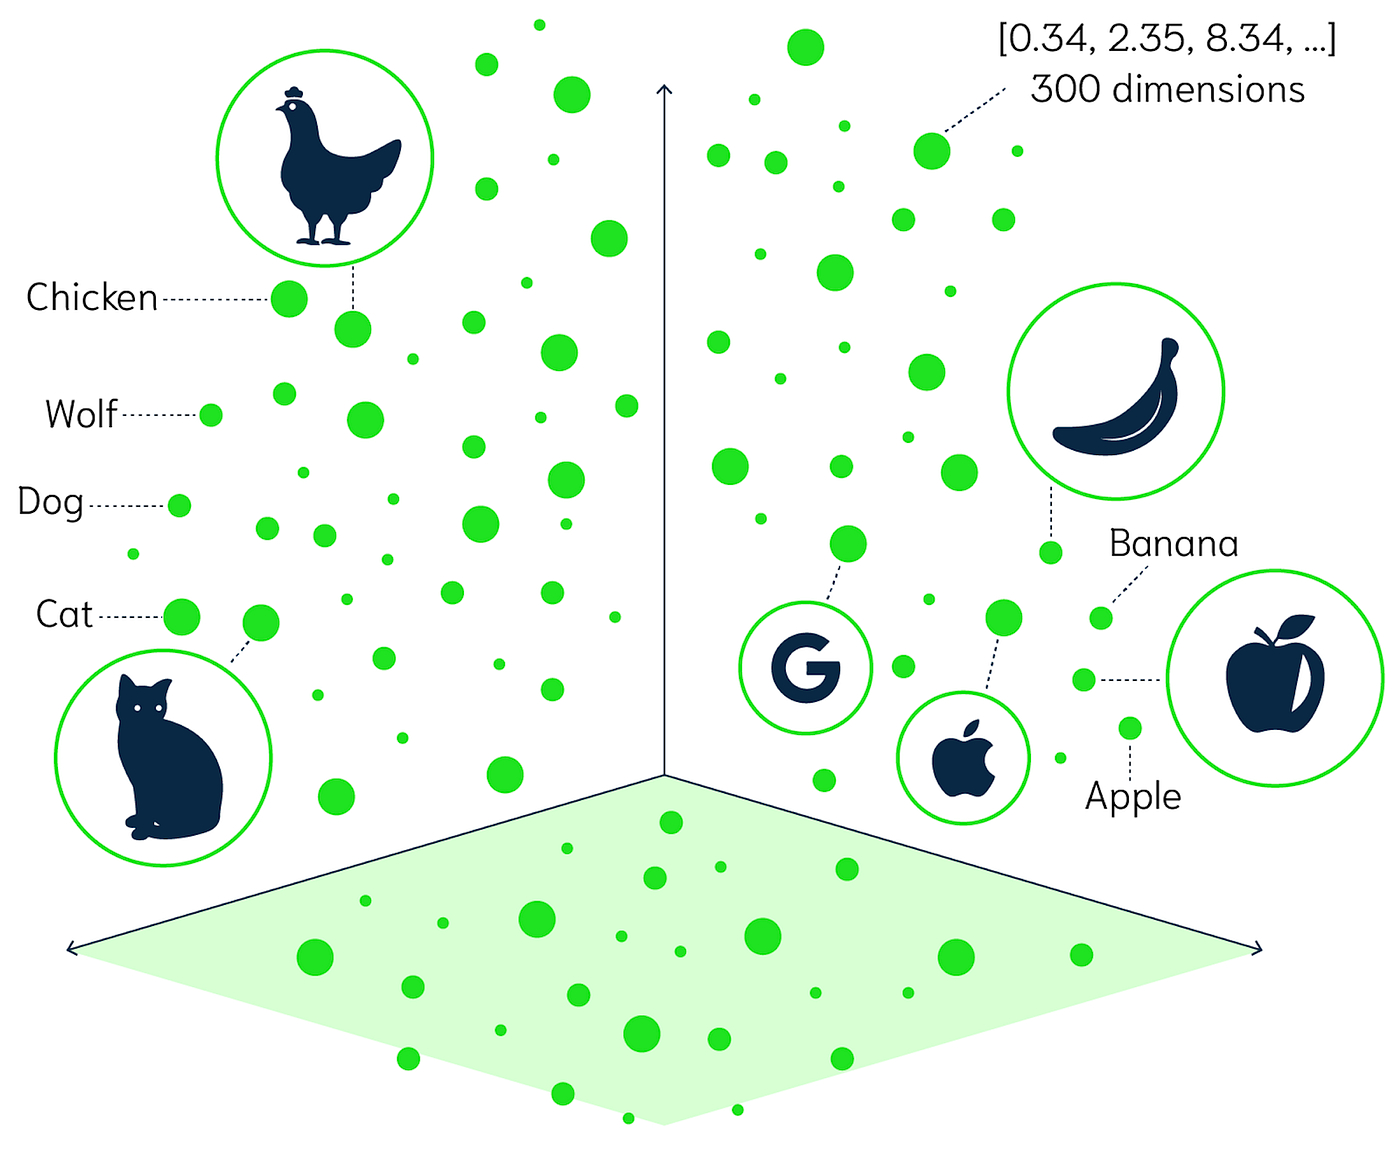 [0.34, 2.35, 8.34, ...]
300 dimensions
Chicken
Wolf
Dog
Banana
Cat
G
Apple